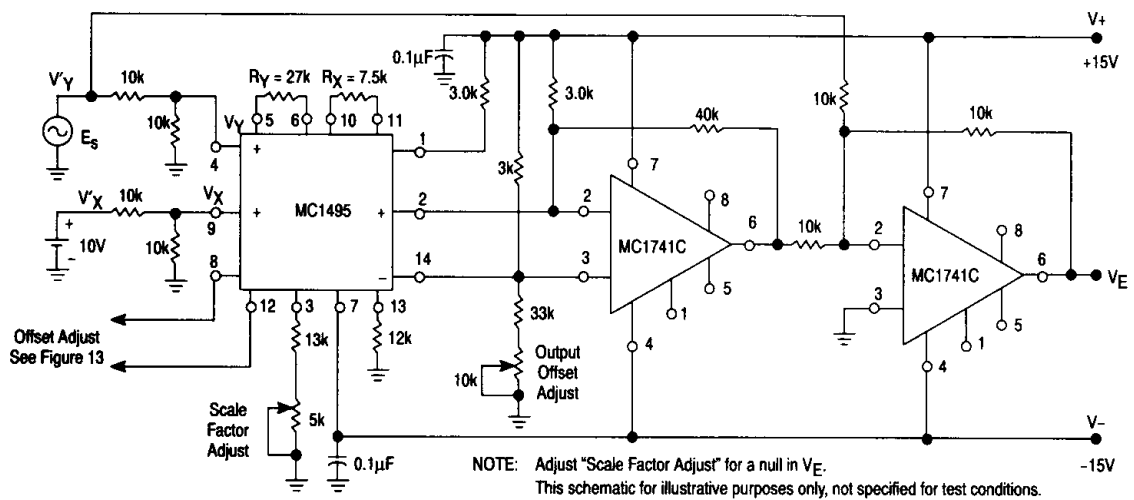 V+
+15V
0.1µF
3.0k
3.0k
40k
10k
10k
V'Y
10k
RY = 27k
RX = 7.5k
ES
10k
VY
5
6
10
11
1
4
+
3k
7
7
V'X
10k
VX
MC1495
2
2
8
6
10k
2
8
+
+
MC1741C
6
VE
9
10V
10k
MC1741C
–
8
–
14
3
5
3
5
12
3
7
13
33k
1
1
Offset Adjust
See Figure 13
13k
12k
4
4
10k
Output
Offset
Adjust
Scale
Factor
Adjust
5k
V–
0.1µF
–15V
NOTE: Adjust "Scale Factor Adjust" for a null in VE.
This schematic for illustrative purposes only, not specified for test conditions.